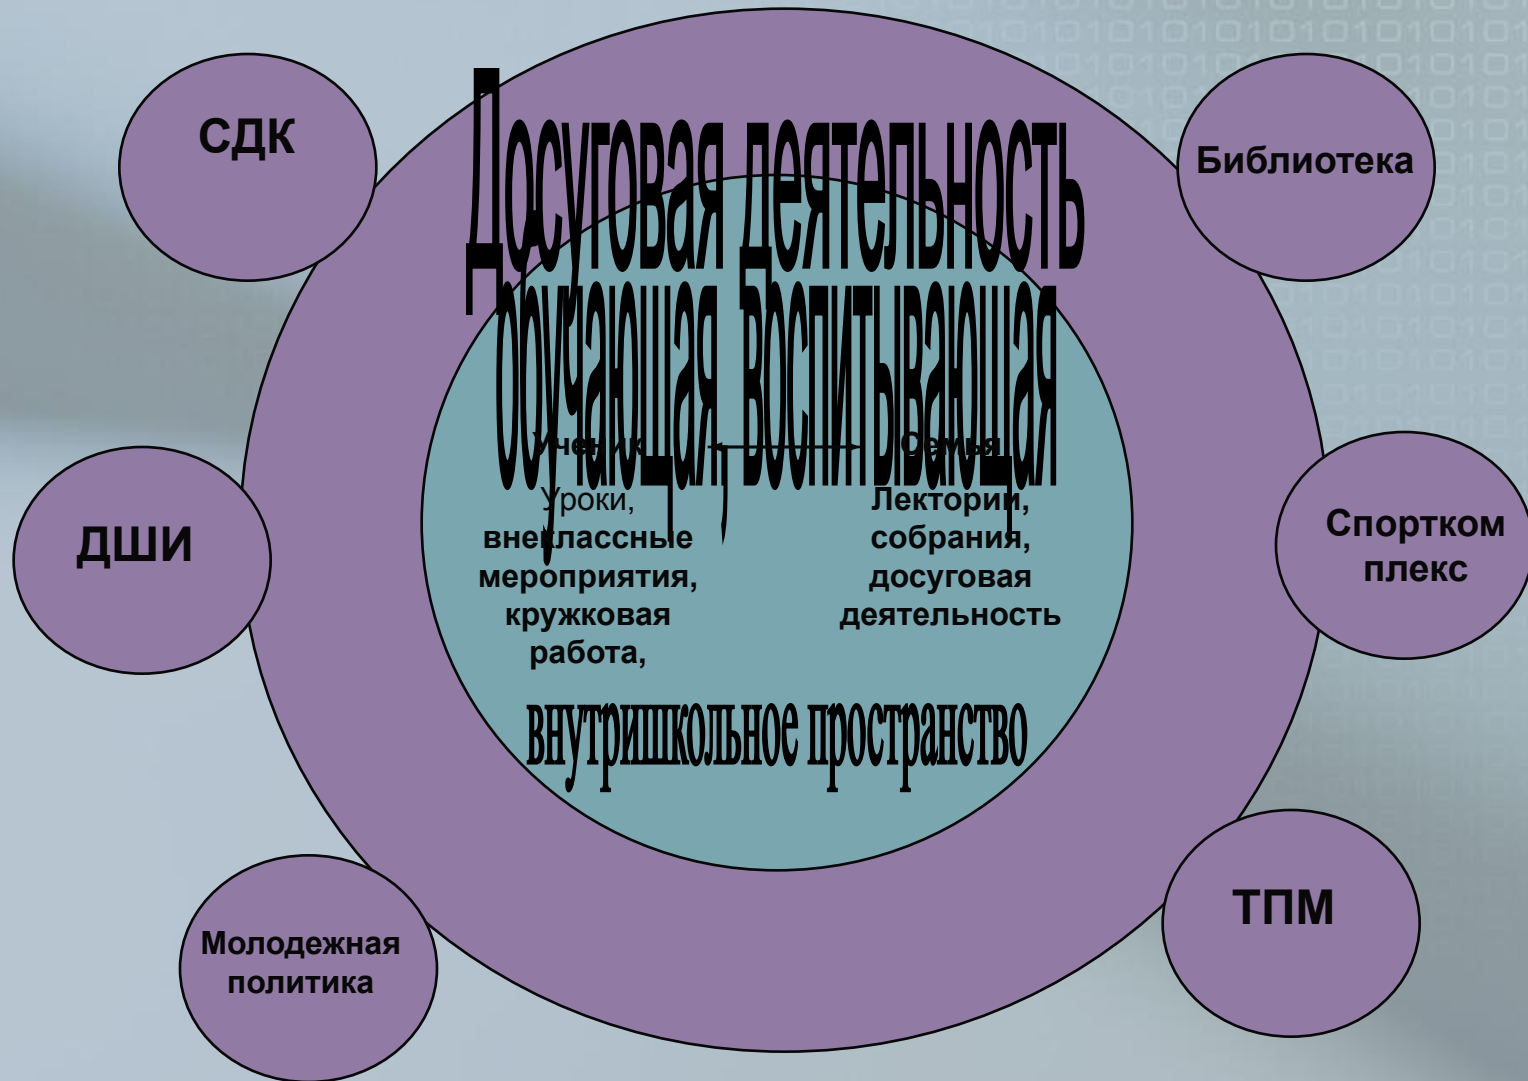 СДК
Библиотека
Досуговая деятельность
обучающая, воспитывающая
Ученик
Уроки,
внеклассные
мероприятия,
кружковая
работа,
Семья
Лектории,
собрания,
досуговая
деятельность
внутришкольное пространство
ДШИ
Спортком
плекс
Молодежная
политика
ТПМ